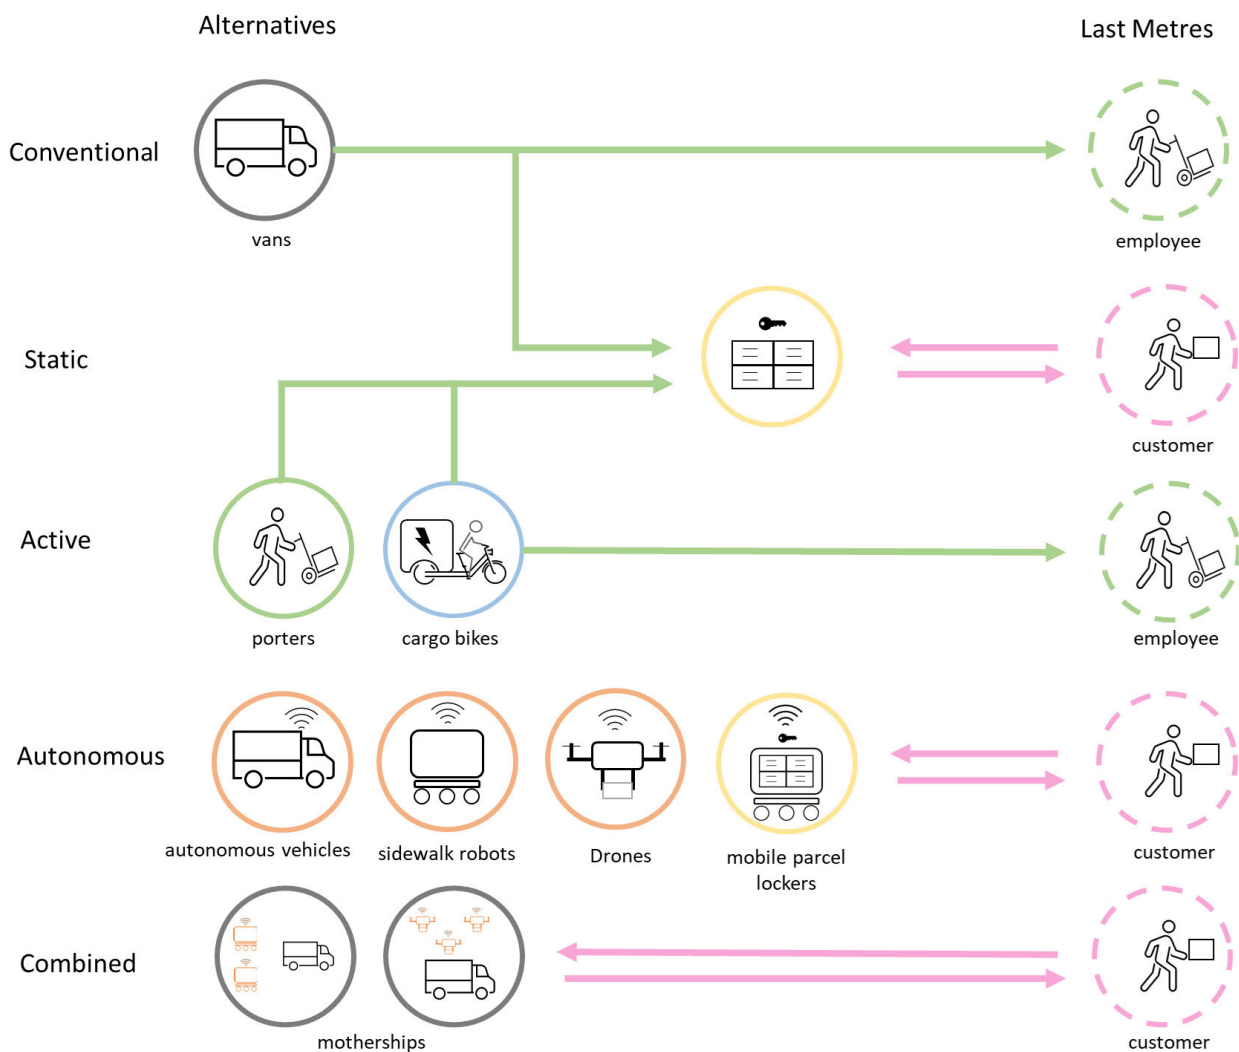 Alternatives
Last Metres
Conventional
vans
employee
Static
customer
Active
porters
cargo bikes
employee
Autonomous
autonomous vehicles
sidewalk robots
Drones
mobile parcel
lockers
customer
Combined
motherships
customer